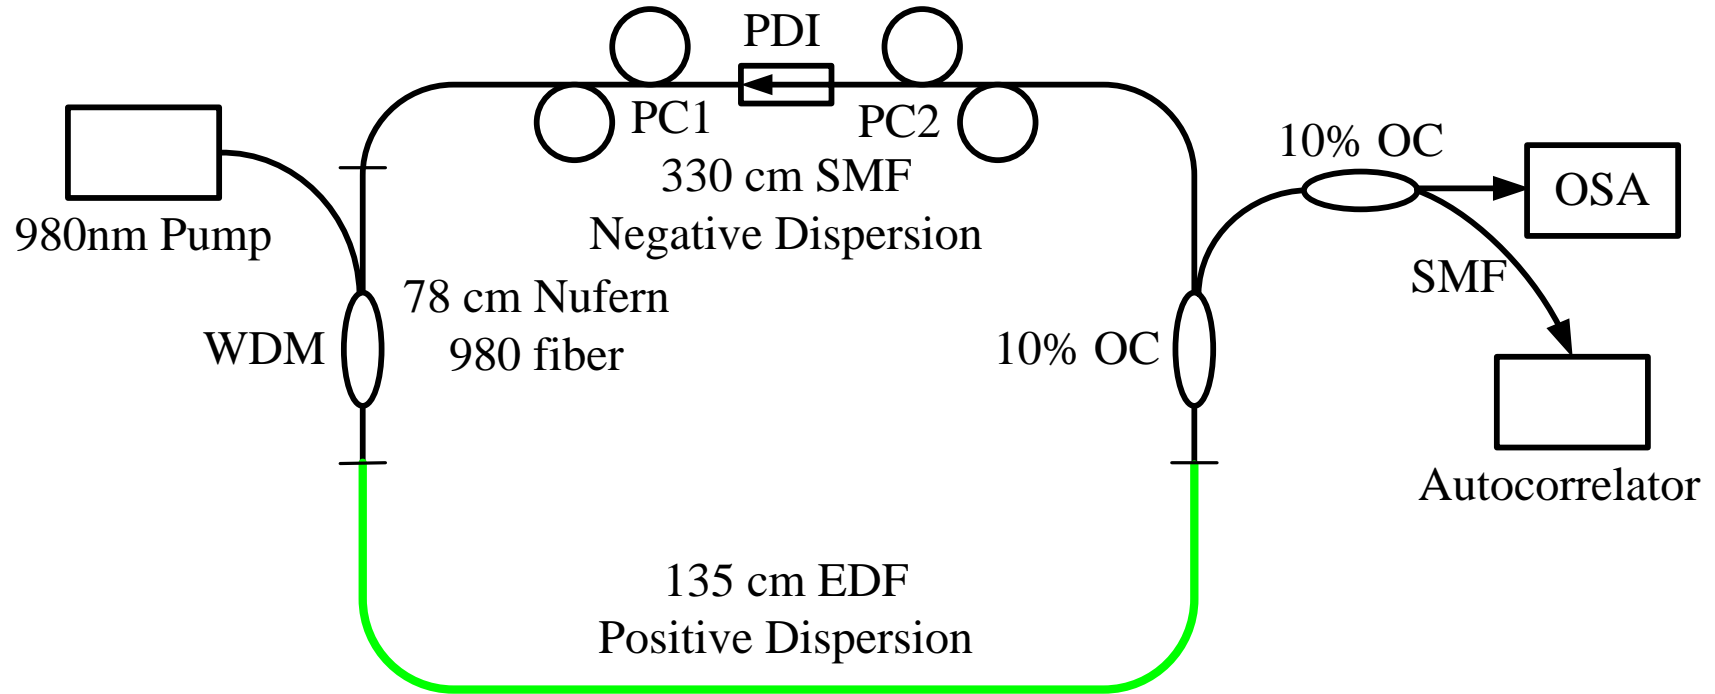 PDI
PC1
PC2
330 cm SMF
Negative Dispersion
980nm Pump
10% OC
OSA
SMF
78 cm Nufern
980 fiber
WDM
10% OC
Autocorrelator
135 cm EDF
Positive Dispersion